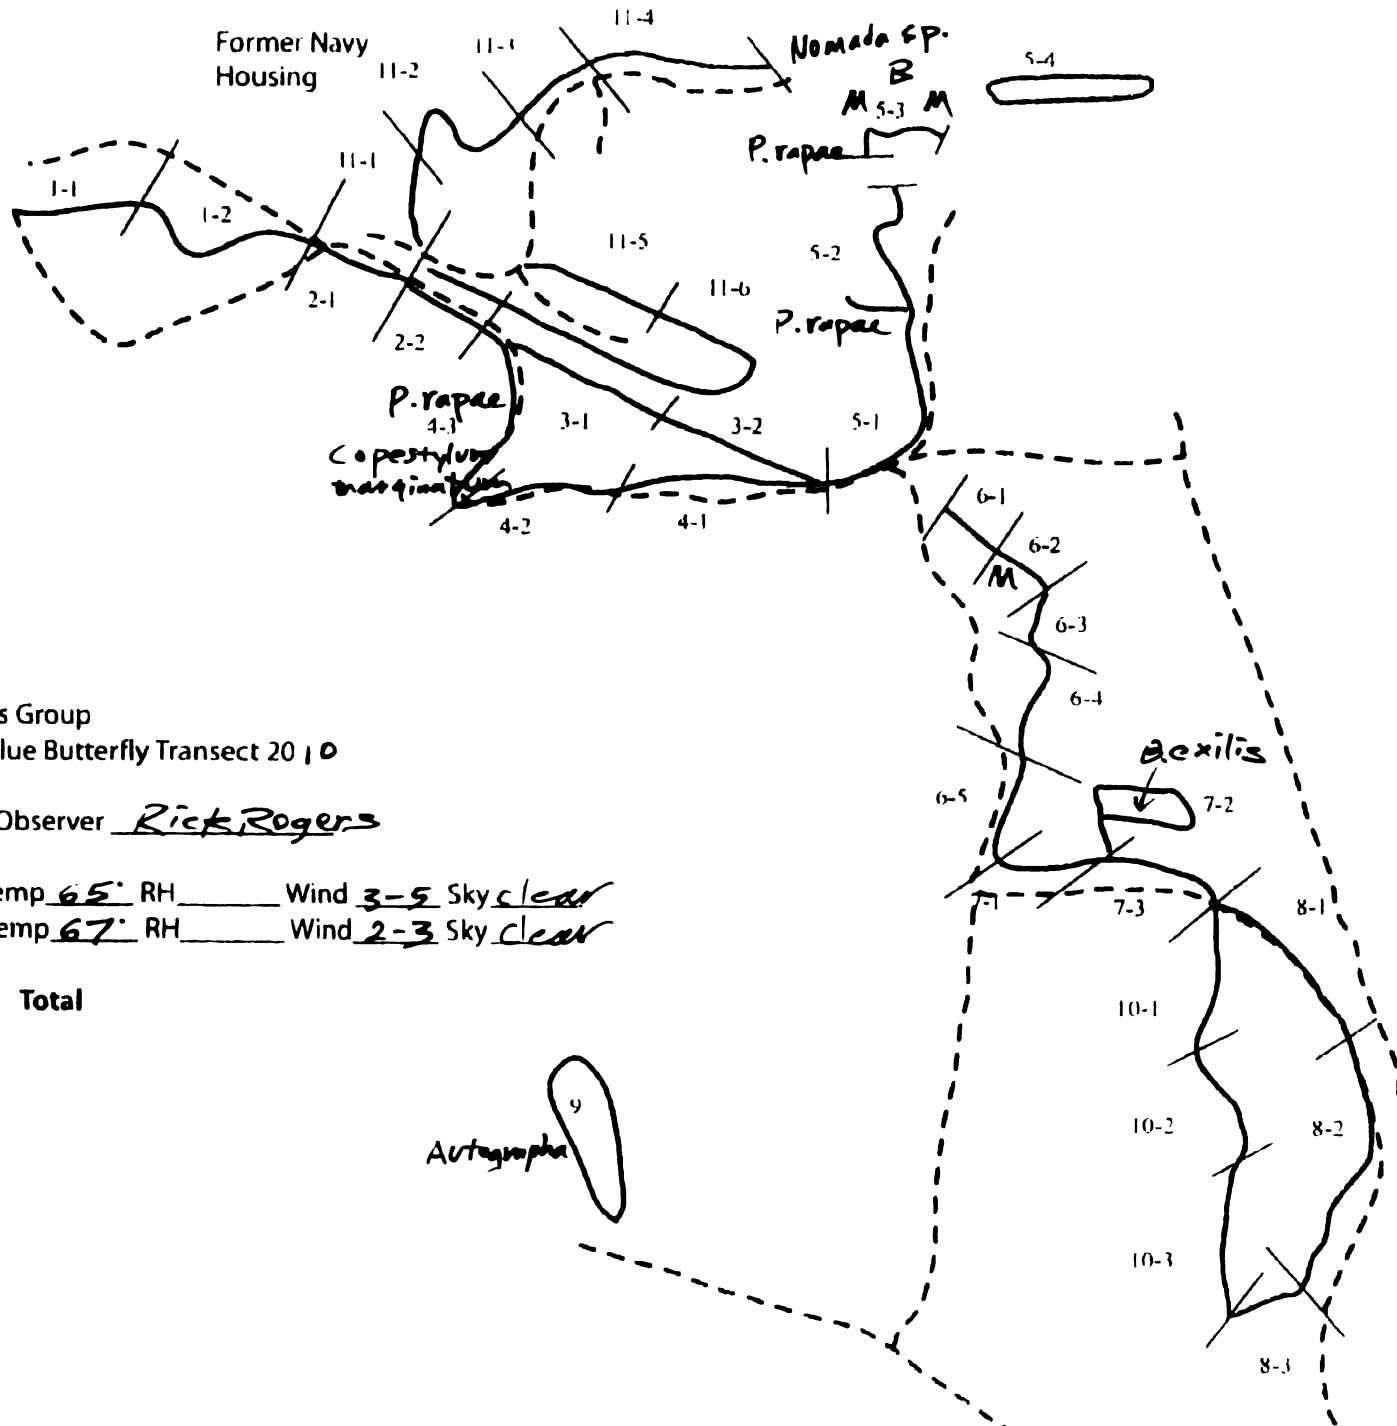 11-4
Former Navy
Housing
11-3
11-2
Nomada sp.
B
M 5-3 M
5-4
P. rapae
11-1
1-1
1-2
11-5
5-2
11-6
2-1
P. rapae
2-2
P. rapae
4-3
3-1
3-2
5-1
Copestylum
marginatum
4-2
4-1
6-1
6-2
M
6-3
6-4
s Group
lue Butterfly Transect 2010
B. exilis
6-5
7-2
Observer Rick Rogers
emp 65° RH______ Wind 3-5 Sky clear
emp 67° RH______ Wind 2-3 Sky clear
7-1
7-3
8-1
Total
10-1
9
Autographa
10-2
8-2
10-3
8-3